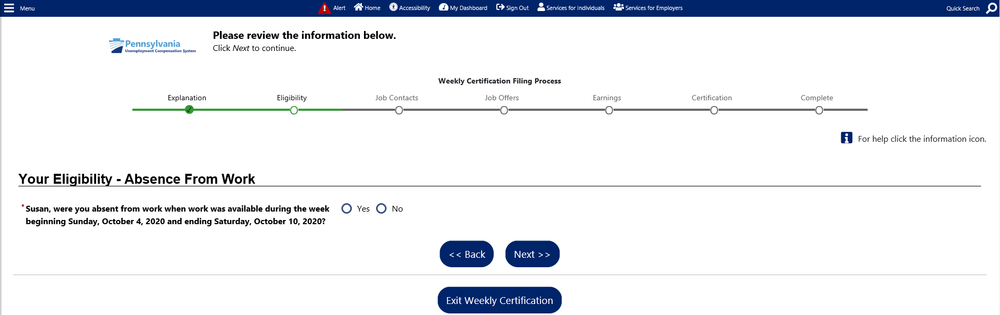 Menu
Alert Home Accessibility My Dashboard Sign Out Services for Individuals Services for Employers
Quick Search
Pennsylvania
Unemployment Compensation System
Please review the information below.
Click Next to continue.
Weekly Certification Filing Process
Explanation Eligibility Job Contacts Job Offers Earnings Certification Complete
For help click the information icon.
Your Eligibility - Absence From Work
* Susan, were you absent from work when work was available during the week Yes No
beginning Sunday, October 4, 2020 and ending Saturday, October 10, 2020?
<< Back Next >>
Exit Weekly Certification